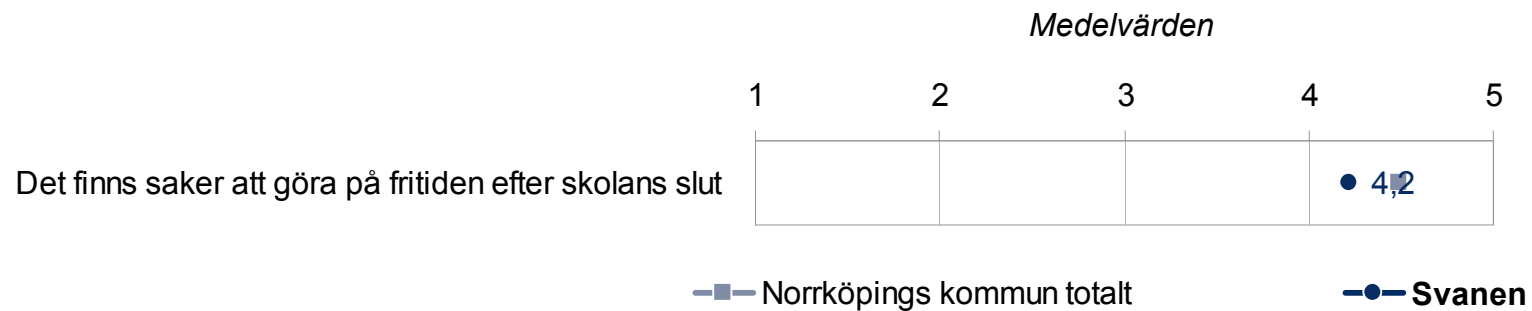 Medelvärden
1 2 3 4 5
Det finns saker att göra på fritiden efter skolans slut 4,2
Norrköpings kommun totalt Svanen